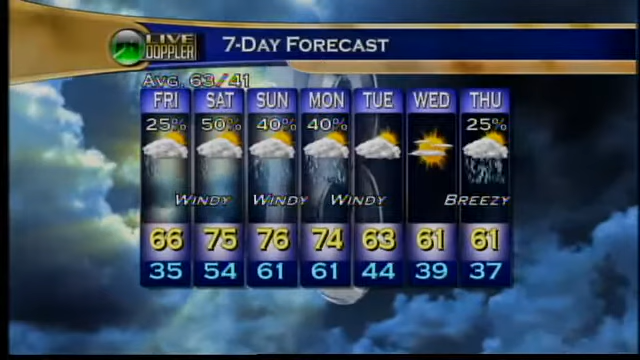 LIVE
DOPPLER
7-DAY FORECAST
AVG. 63/41
FRI SAT SUN MON TUE WED THU
25% 50% 40% 40% 25%
WINDY WINDY WINDY BREEZY
66 75 76 74 63 61 61
35 54 61 61 44 39 37